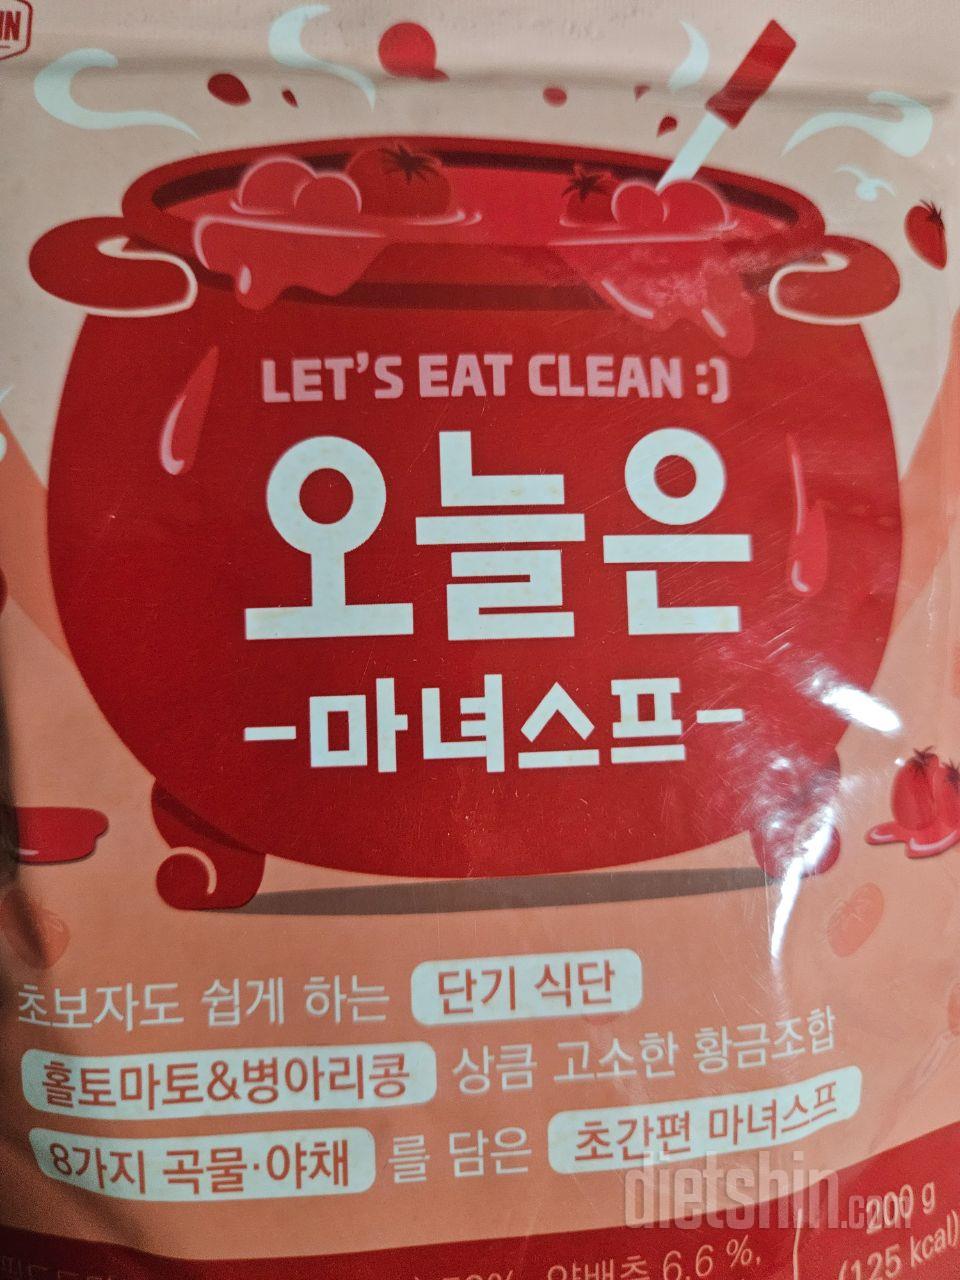 IN
LET'S EAT CLEAN :)
오늘은
-마녀스프-
초보자도 쉽게 하는 단기 식단
홀토마토&병아리콩 상큼 고소한 황금조합
8가지 곡물·야채 를 담은 초간편 마녀스프
dietshin.com
200 g
(125 kcal)
양배추 6.6 %,